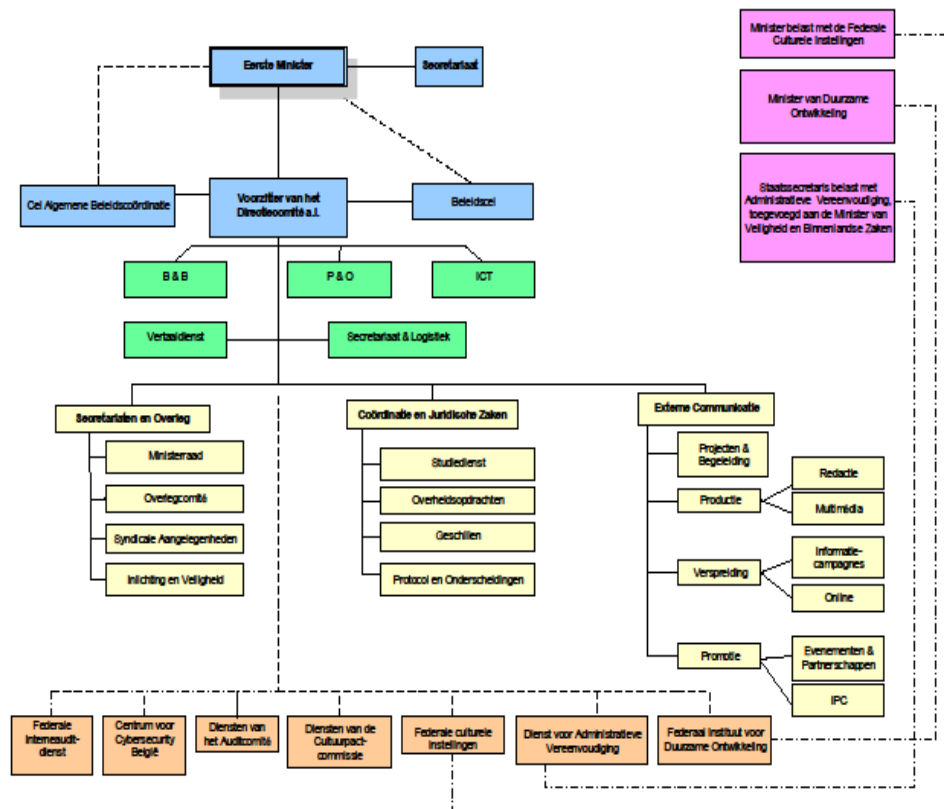 Minister belast met de Federale
Culturele Instellingen
Eerste Minister
Secretariaat
Minister van Duurzame
Ontwikkeling
Staatssecretaris belast met
Administratieve Vereenvoudiging,
toegevoegd aan de Minister van
Veiligheid en Binnenlandse Zaken
Cel Algemene Beleidscoördinatie
Voorzitter van het
Directiecomité a.i.
Beleidscel
B & B
P & O
ICT
Vertaaldienst
Secretariaat & Logistiek
Secretariaten en Overleg
Coördinatie en Juridische Zaken
Externe Communicatie
Ministerraad
Overlegcomité
Syndicale Aangelegenheden
Inlichting en Veiligheid
Studiedienst
Overheidsopdrachten
Geschillen
Protocol en Onderscheidingen
Projecten &
Begeleiding
Productie
Redactie
Multimédia
Verspreiding
Informatie-
campagnes
Online
Promotie
Evenementen &
Partnerschappen
IPC
Federale
Interneaudit-
dienst
Centrum voor
Cybersecurity
België
Diensten van
het Auditcomité
Diensten van de
Cultuurpact-
commissie
Federale culturele
Instellingen
Dienst voor Administratieve
Vereenvoudiging
Federaal Instituut voor
Duurzame Ontwikkeling